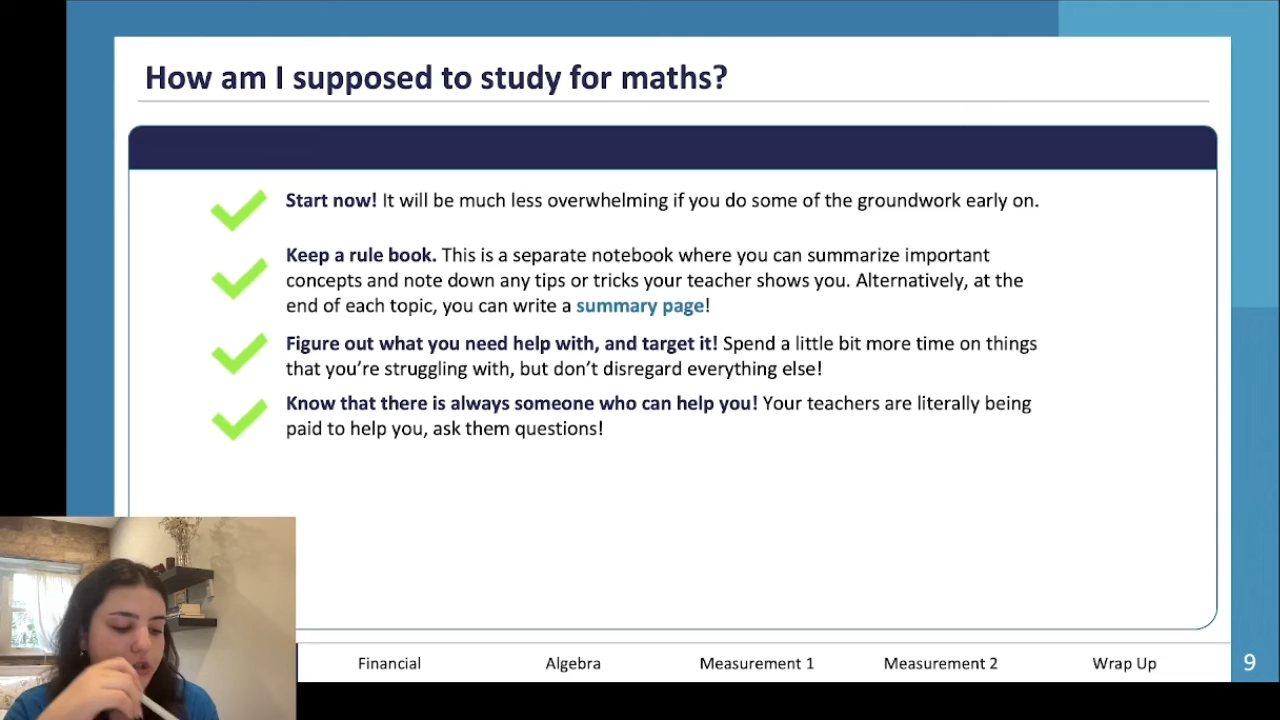 How am I supposed to study for maths?
Start now! It will be much less overwhelming if you do some of the groundwork early on.
Keep a rule book. This is a separate notebook where you can summarize important
concepts and note down any tips or tricks your teacher shows you. Alternatively, at the
end of each topic, you can write a summary page!
Figure out what you need help with, and target it! Spend a little bit more time on things
that you're struggling with, but don't disregard everything else!
Know that there is always someone who can help you! Your teachers are literally being
paid to help you, ask them questions!
Financial
Algebra
Measurement 1
Measurement 2
Wrap Up
9